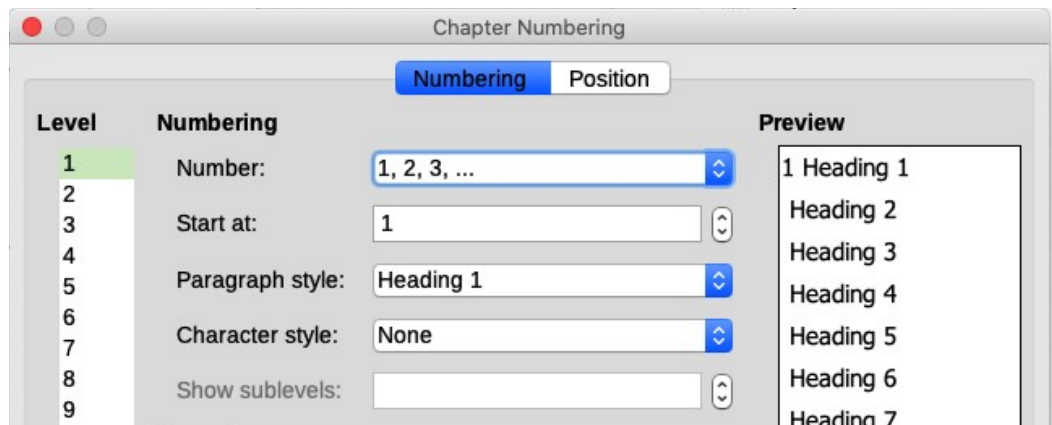 Chapter Numbering
Numbering Position
Level Numbering Preview
1 Number: 1, 2, 3, ... 1 Heading 1
2 Heading 2
3 Start at: 1 Heading 3
4
5 Paragraph style: Heading 1 Heading 4
6 Heading 5
7 Character style: None
8 Show sublevels: Heading 6
9 Heading 7